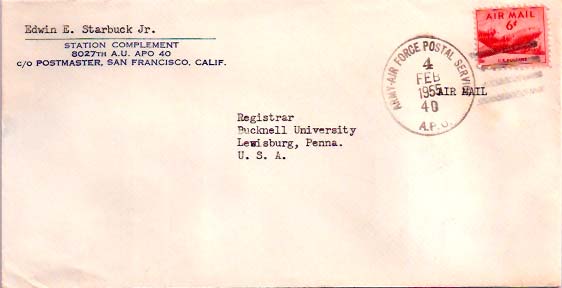 Edwin E. Starbuck Jr.
STATION COMPLEMENT
8027TH A.U. APO 40
C/O POSTMASTER, SAN FRANCISCO, CALIF.
AIR MAIL
6¢
ARMY-AIR FORCE POSTAL SERVICE
4
FEB
1955
40
A.P.O.
AIR MAIL
Registrar
Bucknell University
Lewisburg, Penna.
U. S. A.